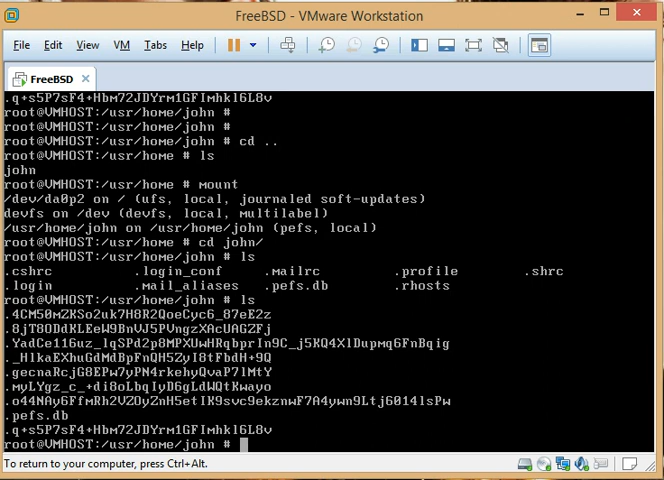 FreeBSD - VMware Workstation
File Edit View VM Tabs Help
FreeBSD
.q+s5P7sF4+Hbm72JDYrm1GFImhkl6L8v
root@VMHOST:/usr/home/john #
root@VMHOST:/usr/home/john #
root@VMHOST:/usr/home/john # cd ..
root@VMHOST:/usr/home # ls
john
root@VMHOST:/usr/home # mount
/dev/da0p2 on / (ufs, local, journaled soft-updates)
devfs on /dev (devfs, local, multilabel)
/usr/home/john on /usr/home/john (pefs, local)
root@VMHOST:/usr/home # cd john/
root@VMHOST:/usr/home/john # ls
.cshrc .login_conf .mailrc .profile .shrc
.login .mail_aliases .pefs.db .rhosts
root@VMHOST:/usr/home/john # ls
.4CM50mZKSo2uk7H8R2QoeCyc6_87eE2z
.8jT8ODdKLEeW9BnVJ5PVngzXAcUAGZFj
.YadCe116uz_lqSPd2p8MPXUwHRqbprIn9C_j5KQ4XlDupmq6FnBqig
._HlkaEXhuGdMdBpFnQH5ZyI8tFbdH+9Q
.gecnaRcjG8EPw7yPN4rkehyQvaP7lMtY
.myLYgz_c_+di8oLbqIyD6gLdWQtKwayo
.o44NAy6FfmRh2VZOyZnH5etIK9svc9ekznwF7A4ywn9Ltj6014lsPw
.pefs.db
.q+s5P7sF4+Hbm72JDYrm1GFImhkl6L8v
root@VMHOST:/usr/home/john #
To return to your computer, press Ctrl+Alt.